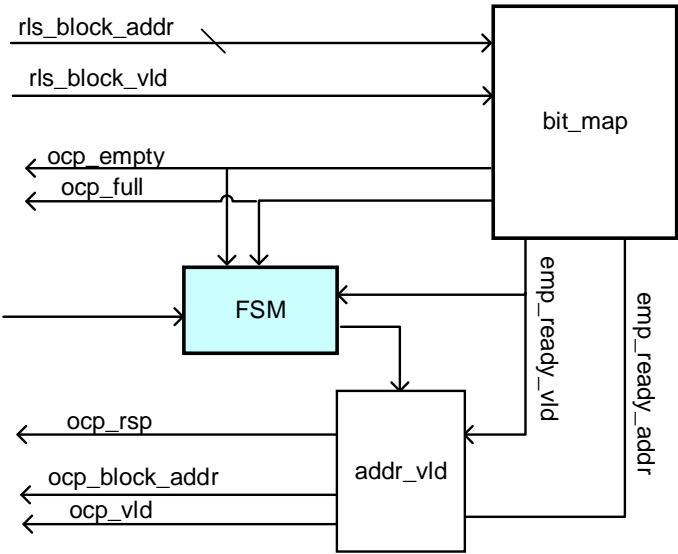 rls_block_addr
rls_block_vld
bit_map
ocp_empty
ocp_full
FSM
emp_ready_vld
emp_ready_addr
ocp_rsp
addr_vld
ocp_block_addr
ocp_vld